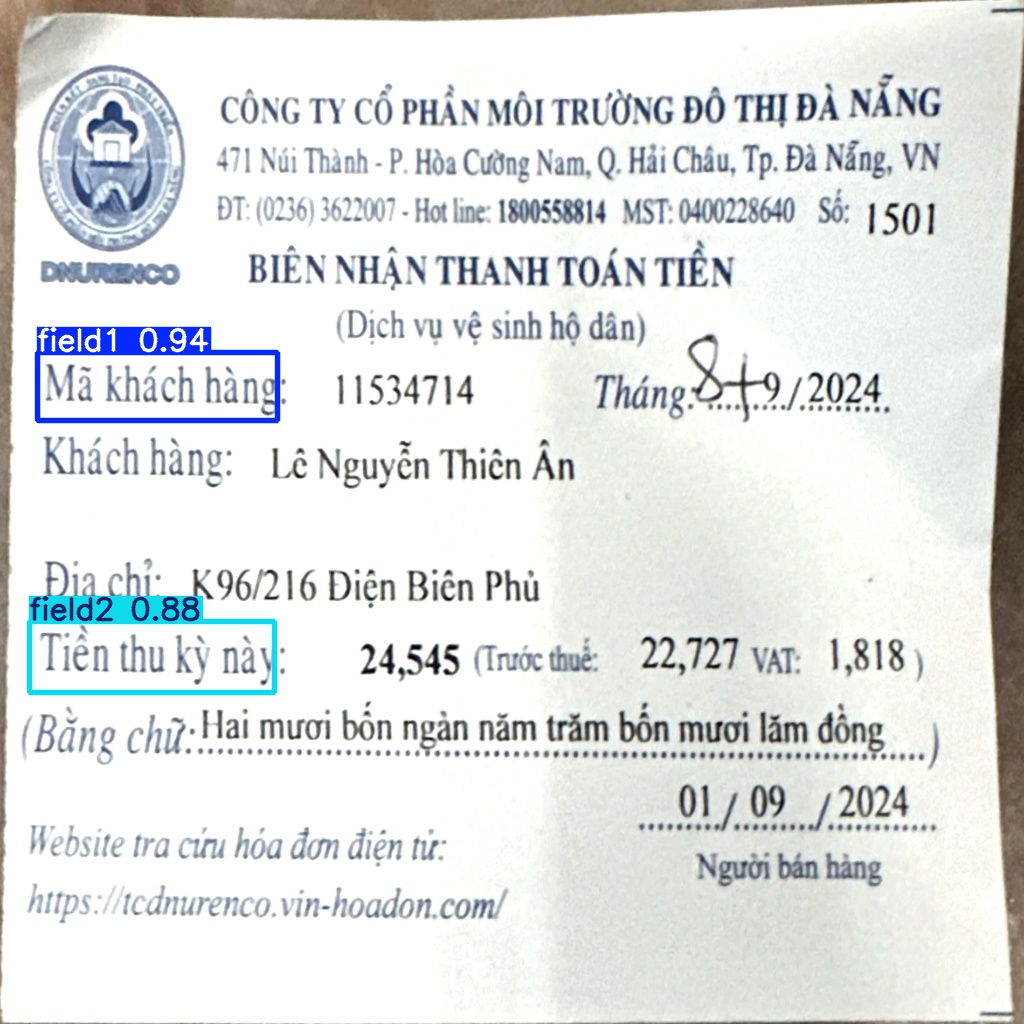 CÔNG TY CỔ PHẦN MÔI TRƯỜNG ĐÔ THỊ ĐÀ NẴNG
471 Núi Thành - P. Hòa Cường Nam, Q. Hải Châu, Tp. Đà Nẵng, VN
ĐT: (0236) 3622007 - Hot line: 1800558814 MST: 0400228640 Số: 1501
DNURENCO
BIÊN NHẬN THANH TOÁN TIỀN
(Dịch vụ vệ sinh hộ dân)
field1 0.94
Mã khách hàng: 11534714 Tháng 8+9/2024
Khách hàng: Lê Nguyễn Thiên Ân
Địa chỉ: K96/216 Điện Biên Phủ
field2 0.88
Tiền thu kỳ này: 24,545 (Trước thuế: 22,727 VAT: 1,818 )
(Bằng chữ: Hai mươi bốn ngàn năm trăm bốn mươi lăm đồng )
01 / 09 / 2024
Người bán hàng
Website tra cứu hóa đơn điện tử:
https://tcdnurenco.vin-hoadon.com/